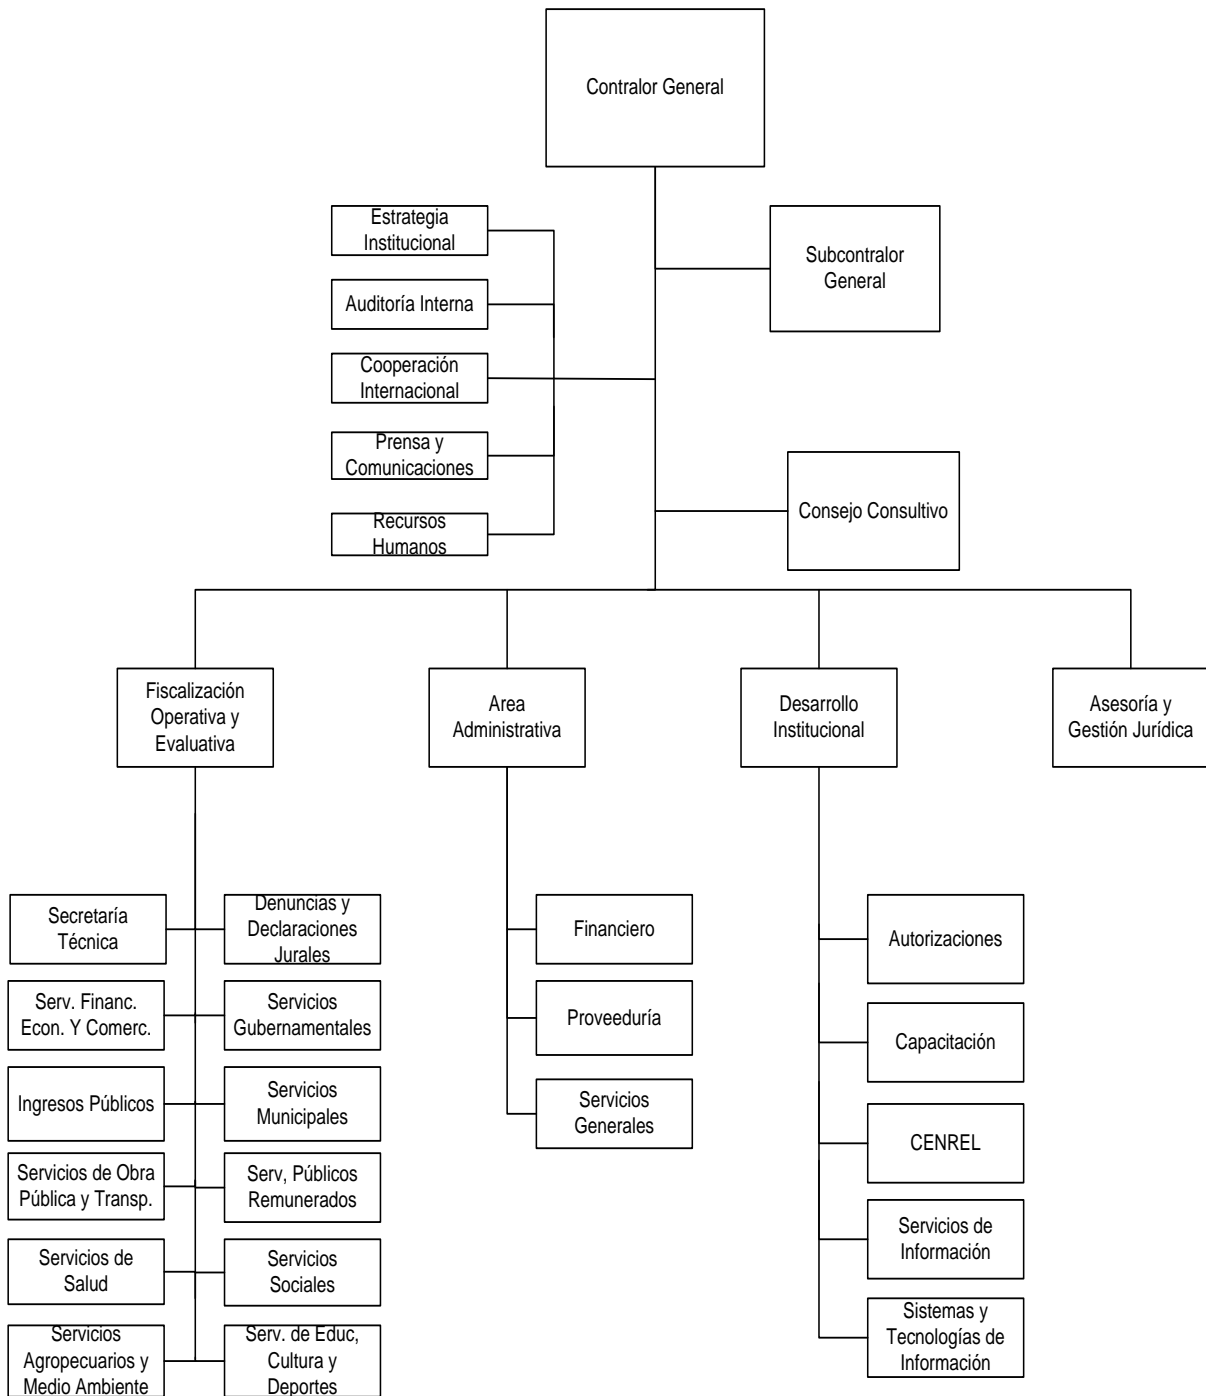 Contralor General
Estrategia
Institucional
Subcontralor
General
Auditoría Interna
Cooperación
Internacional
Prensa y
Comunicaciones
Consejo Consultivo
Recursos
Humanos
Fiscalización
Operativa y
Evaluativa
Area
Administrativa
Desarrollo
Institucional
Asesoría y
Gestión Jurídica
Secretaría
Técnica
Denuncias y
Declaraciones
Jurales
Serv. Financ.
Econ. Y Comerc.
Servicios
Gubernamentales
Ingresos Públicos
Servicios
Municipales
Servicios de Obra
Pública y Transp.
Serv, Públicos
Remunerados
Servicios de
Salud
Servicios
Sociales
Servicios
Agropecuarios y
Medio Ambiente
Serv. de Educ,
Cultura y
Deportes
Financiero
Proveeduría
Servicios
Generales
Autorizaciones
Capacitación
CENREL
Servicios de
Información
Sistemas y
Tecnologías de
Información